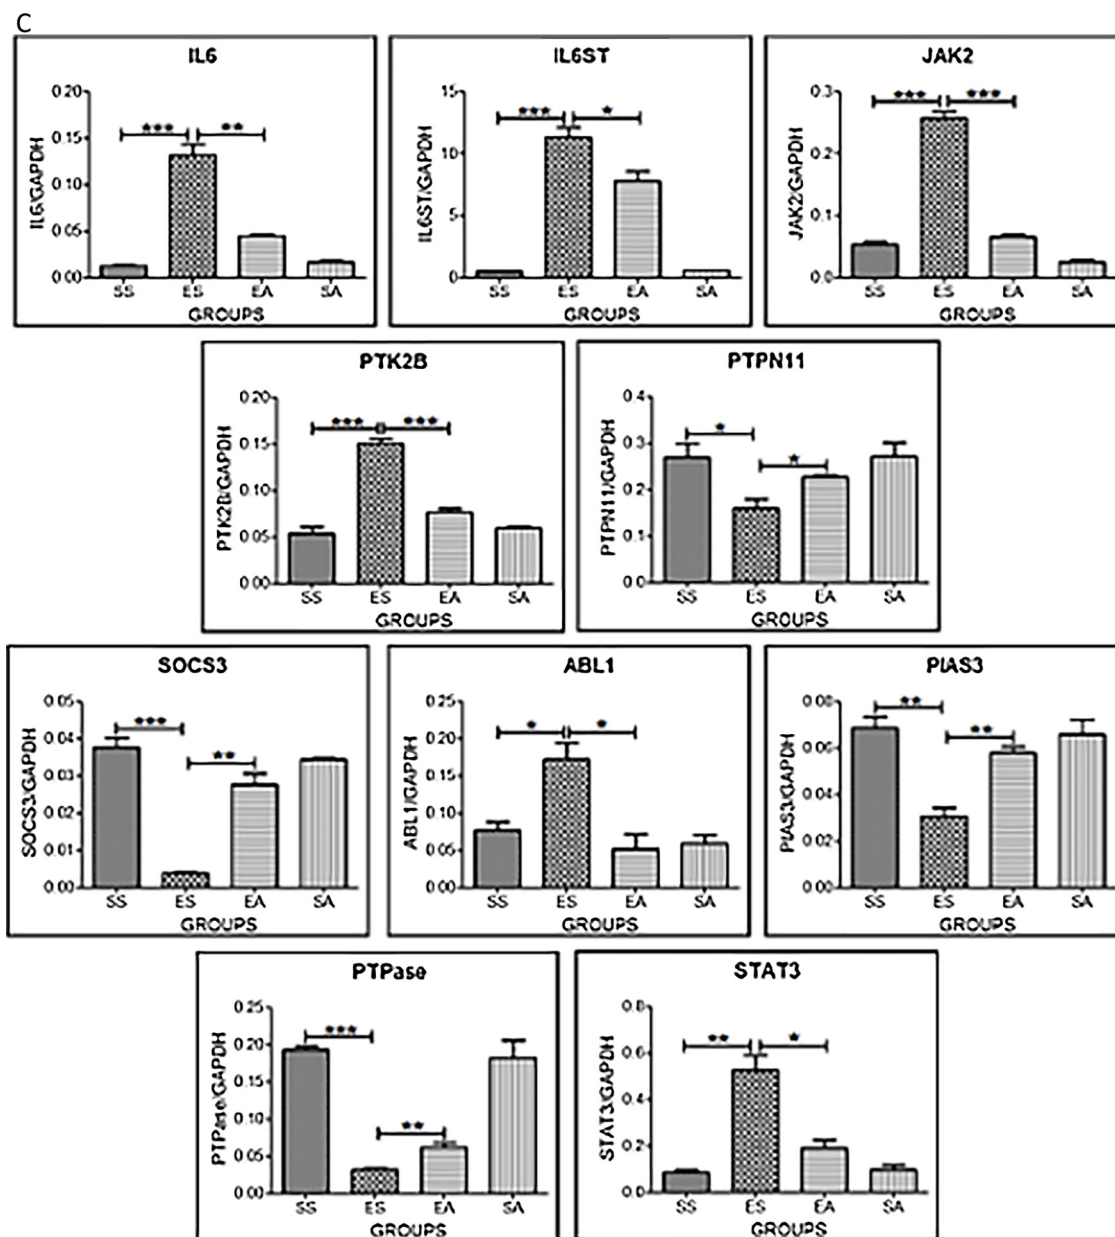 C
IL6
IL6ST
JAK2
0.20
0.15
0.10
0.05
0.00
IL6/GAPDH
*** **
SS ES EA SA
GROUPS
15
10
5
0
IL6ST/GAPDH
*** *
SS ES EA SA
GROUPS
0.3
0.2
0.1
0.0
JAK2/GAPDH
*** ***
SS ES EA SA
GROUPS
PTK2B
PTPN11
0.20
0.15
0.10
0.05
0.00
PTK2B/GAPDH
*** ***
SS ES EA SA
GROUPS
0.4
0.3
0.2
0.1
0.0
PTPN11/GAPDH
*
*
SS ES EA SA
GROUPS
SOCS3
ABL1
PIAS3
0.05
0.04
0.03
0.02
0.01
0.00
SOCS3/GAPDH
***
**
SS ES EA SA
GROUPS
0.25
0.20
0.15
0.10
0.05
0.00
ABL1/GAPDH
* *
SS ES EA SA
GROUPS
0.08
0.06
0.04
0.02
0.00
PIAS3/GAPDH
**
**
SS ES EA SA
GROUPS
PTPase
STAT3
0.25
0.20
0.15
0.10
0.05
0.00
PTPase/GAPDH
***
**
SS ES EA SA
GROUPS
0.8
0.6
0.4
0.2
0.0
STAT3/GAPDH
** *
SS ES EA SA
GROUPS